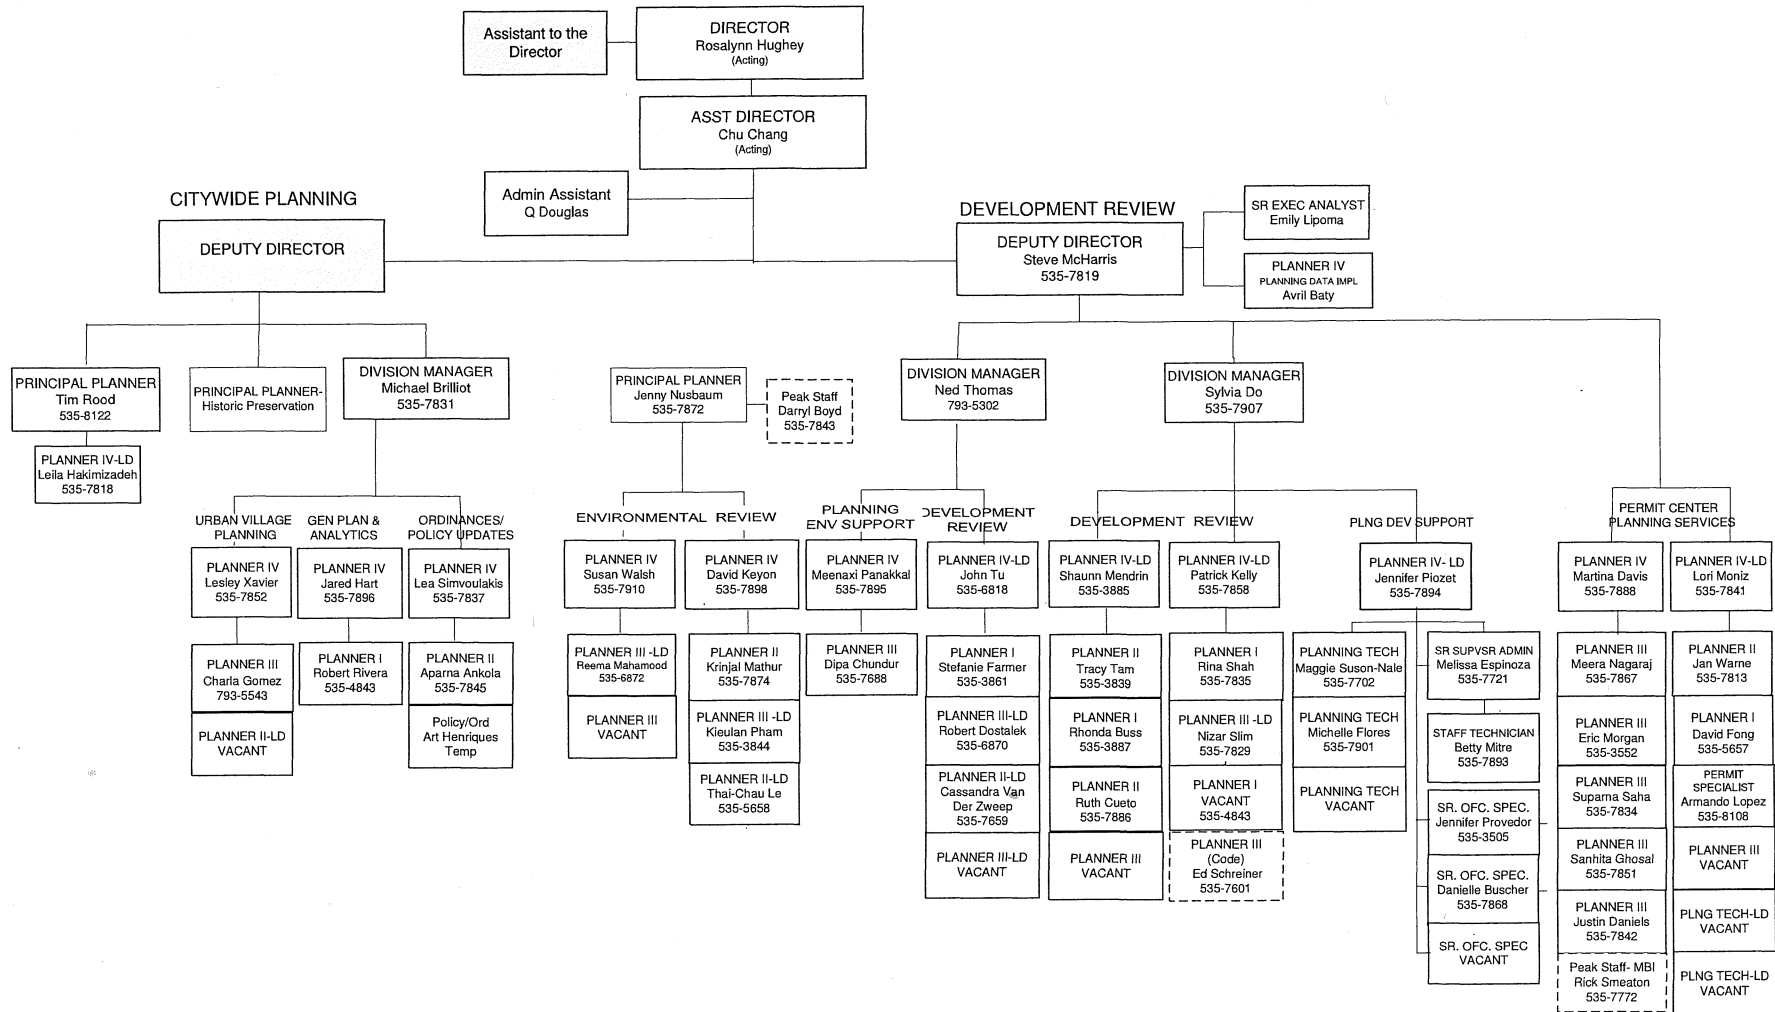 Assistant to the
Director
DIRECTOR
Rosalynn Hughey
(Acting)
ASST DIRECTOR
Chu Chang
(Acting)
Admin Assistant
Q Douglas
CITYWIDE PLANNING
DEPUTY DIRECTOR
DEVELOPMENT REVIEW
DEPUTY DIRECTOR
Steve McHarris
535-7819
SR EXEC ANALYST
Emily Lipoma
PLANNER IV
PLANNING DATA IMPL
Avril Baty
PRINCIPAL PLANNER
Tim Rood
535-8122
PLANNER IV-LD
Leila Hakimizadeh
535-7818
PRINCIPAL PLANNER-
Historic Preservation
DIVISION MANAGER
Michael Brilliot
535-7831
PRINCIPAL PLANNER
Jenny Nusbaum
535-7872
Peak Staff
Darryl Boyd
535-7843
DIVISION MANAGER
Ned Thomas
793-5302
DIVISION MANAGER
Sylvia Do
535-7907
URBAN VILLAGE
PLANNING
PLANNER IV
Lesley Xavier
535-7852
PLANNER III
Charla Gomez
793-5543
PLANNER II-LD
VACANT
GEN PLAN &
ANALYTICS
PLANNER IV
Jared Hart
535-7896
PLANNER I
Robert Rivera
535-4843
ORDINANCES/
POLICY UPDATES
PLANNER IV
Lea Simvoulakis
535-7837
PLANNER II
Aparna Ankola
535-7845
Policy/Ord
Art Henriques
Temp
ENVIRONMENTAL REVIEW
PLANNER IV
Susan Walsh
535-7910
PLANNER III -LD
Reema Mahamood
535-6872
PLANNER III
VACANT
PLANNER IV
David Keyon
535-7898
PLANNER II
Krinjal Mathur
535-7874
PLANNER III -LD
Kieulan Pham
535-3844
PLANNER II-LD
Thai-Chau Le
535-5658
PLANNING
ENV SUPPORT
PLANNER IV
Meenaxi Panakkal
535-7895
PLANNER III
Dipa Chundur
535-7688
DEVELOPMENT
REVIEW
PLANNER IV-LD
John Tu
535-6818
PLANNER I
Stefanie Farmer
535-3861
PLANNER III-LD
Robert Dostalek
535-6870
PLANNER II-LD
Cassandra Van
Der Zweep
535-7659
PLANNER III-LD
VACANT
DEVELOPMENT REVIEW
PLANNER IV-LD
Shaunn Mendrin
535-3885
PLANNER II
Tracy Tam
535-3839
PLANNER I
Rhonda Buss
535-3887
PLANNER II
Ruth Cueto
535-7886
PLANNER III
VACANT
PLANNER IV-LD
Patrick Kelly
535-7858
PLANNER I
Rina Shah
535-7835
PLANNER III -LD
Nizar Slim
535-7829
PLANNER I
VACANT
535-4843
PLANNER III
(Code)
Ed Schreiner
535-7601
PLNG DEV SUPPORT
PLANNER IV- LD
Jennifer Piozet
535-7894
PLANNING TECH
Maggie Suson-Nale
535-7702
PLANNING TECH
Michelle Flores
535-7901
PLANNING TECH
VACANT
SR SUPVSR ADMIN
Melissa Espinoza
535-7721
STAFF TECHNICIAN
Betty Mitre
535-7893
SR. OFC. SPEC.
Jennifer Provedor
535-3505
SR. OFC. SPEC.
Danielle Buscher
535-7868
SR. OFC. SPEC
VACANT
PERMIT CENTER
PLANNING SERVICES
PLANNER IV
Martina Davis
535-7888
PLANNER III
Meera Nagaraj
535-7867
PLANNER III
Eric Morgan
535-3552
PLANNER III
Suparna Saha
535-7834
PLANNER III
Sanhita Ghosal
535-7851
PLANNER III
Justin Daniels
535-7842
Peak Staff- MBI
Rick Smeaton
535-7772
PLANNER IV-LD
Lori Moniz
535-7841
PLANNER II
Jan Warne
535-7813
PLANNER I
David Fong
535-5657
PERMIT
SPECIALIST
Armando Lopez
535-8108
PLANNER III
VACANT
PLNG TECH-LD
VACANT
PLNG TECH-LD
VACANT